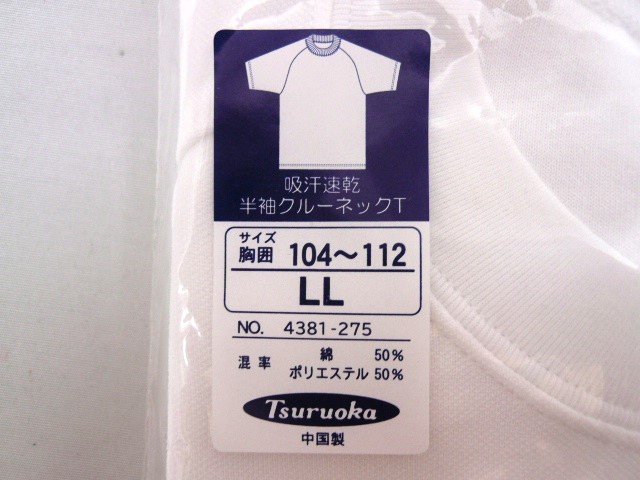 吸汗速乾
半袖クルーネックT
サイズ
胸囲 104〜112
LL
NO. 4381-275
混率 綿 50%
ポリエステル 50%
Tsuruoka
中国製